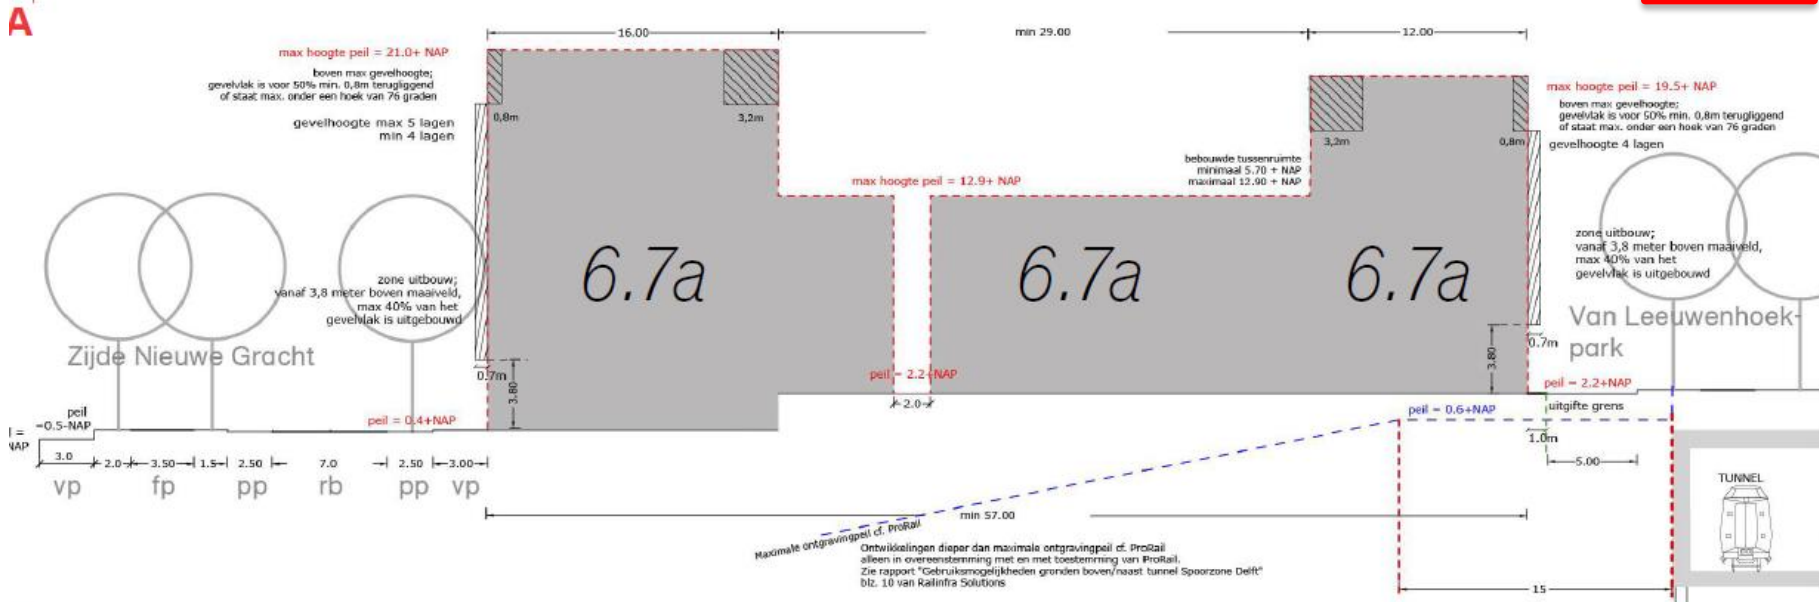 A
16.00
min 29.00
12.00
max hoogte peil = 21.0+ NAP
boven max gevelhoogte;
gevelvlak is voor 50% min. 0,8m terugliggend
of staat max. onder een hoek van 76 graden
gevelhoogte max 5 lagen
min 4 lagen
0,8m
3,2m
max hoogte peil = 12.9+ NAP
bebouwde tussenruimte
minimaal 5.70 + NAP
maximaal 12.90 + NAP
3,2m
0,8m
max hoogte peil = 19.5+ NAP
boven max gevelhoogte;
gevelvlak is voor 50% min. 0,8m terugliggend
of staat max. onder een hoek van 76 graden
gevelhoogte 4 lagen
zone uitbouw;
vanaf 3,8 meter boven maaiveld,
max 40% van het
gevelvlak is uitgebouwd
6.7a
6.7a
6.7a
zone uitbouw;
vanaf 3,8 meter boven maaiveld,
max 40% van het
gevelvlak is uitgebouwd
Zijde Nieuwe Gracht
Van Leeuwenhoek-
park
0.7m
3.80
peil = 2.2+NAP
2.0
3.80
0.7m
peil = 2.2+NAP
uitgifte grens
peil
-0.5-NAP
=
NAP
peil = 0.4+NAP
peil = 0.6+NAP
1.0m
5.00
3.0
2.0
3.50
1.5
2.50
7.0
2.50
3.00
vp
fp
pp
rb
pp
vp
min 57.00
TUNNEL
Maximale ontgravingpeil cf. ProRail
Ontwikkelingen dieper dan maximale ontgravingpeil cf. ProRail
alleen in overeenstemming met en met toestemming van ProRail.
Zie rapport "Gebruiksmogelijkheden gronden boven/naast tunnel Spoorzone Delft"
blz. 10 van Railinfra Solutions
15